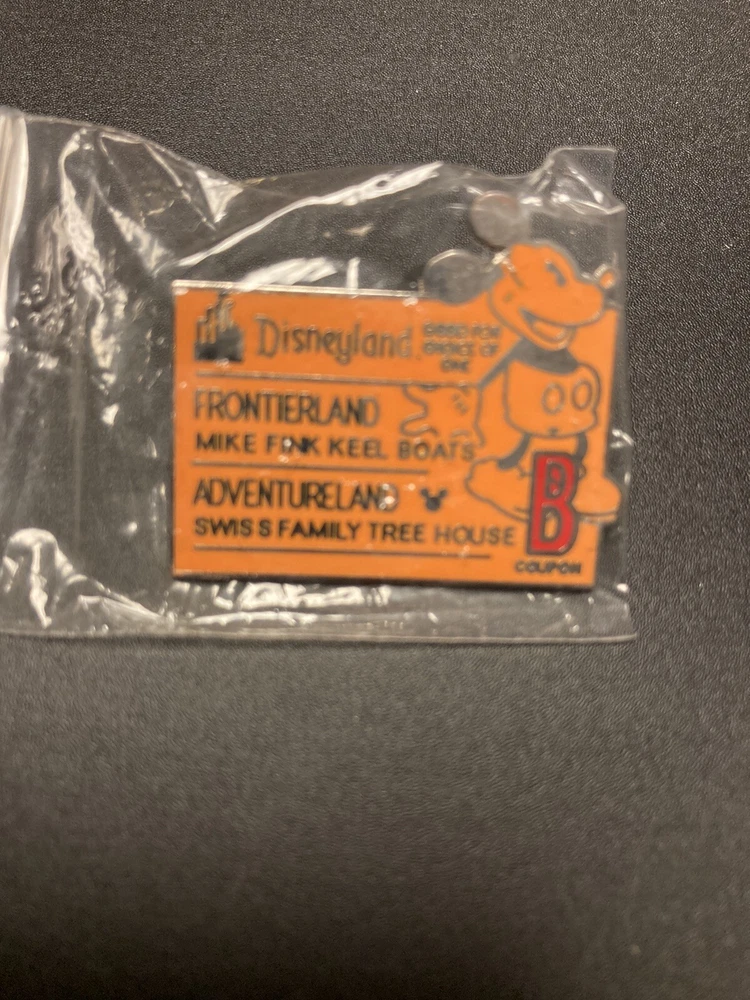 Disneyland
GOOD FOR
CHOICE OF
ONE
FRONTIERLAND
MIKE FINK KEEL BOATS
ADVENTURELAND
SWISS FAMILY TREE HOUSE
B
COUPON